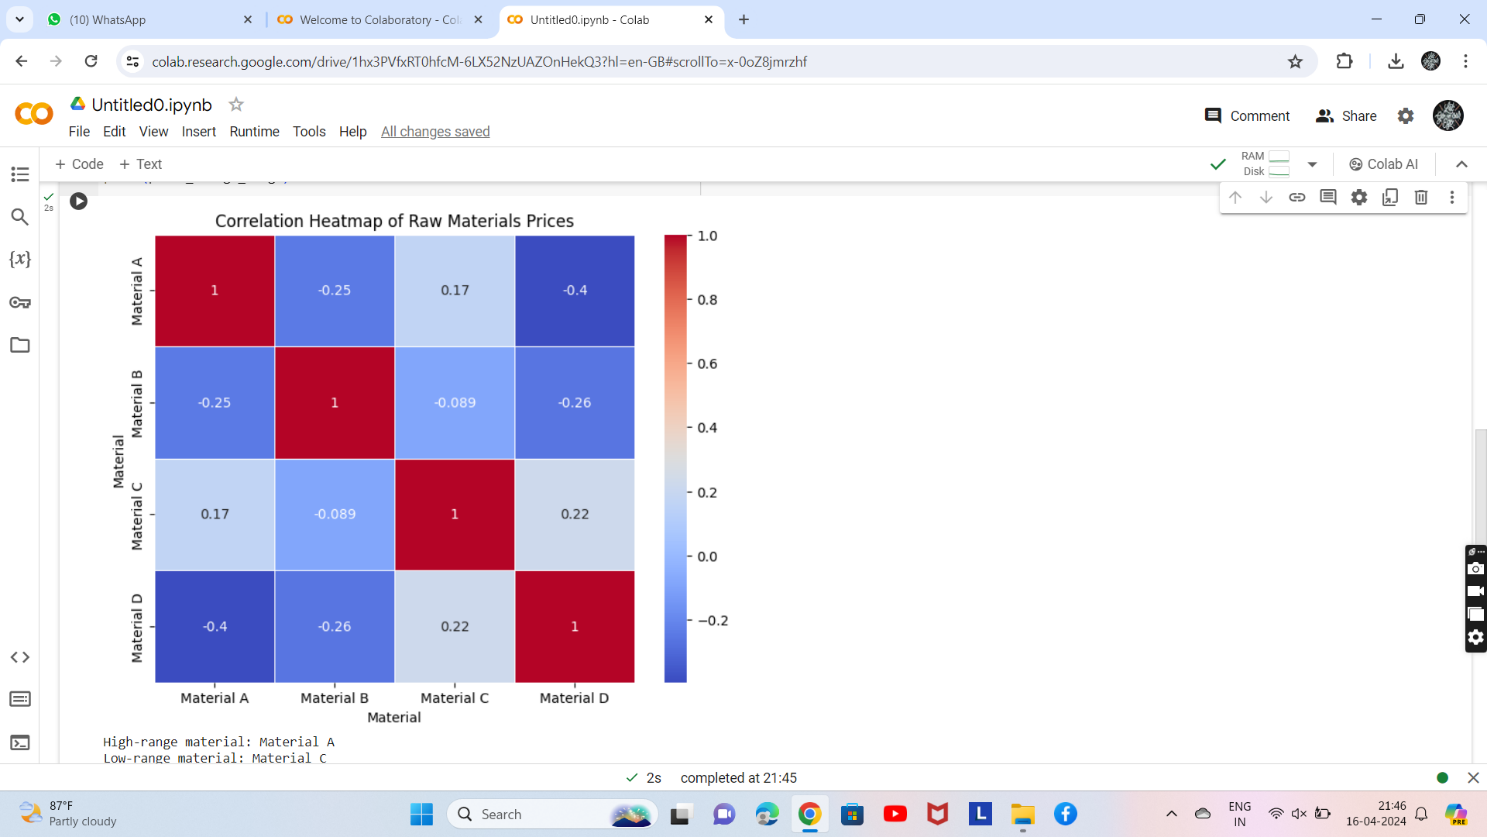 (10) WhatsApp
Welcome to Colaboratory - Col
Untitled0.ipynb - Colab
colab.research.google.com/drive/1hx3PVfxRT0hfcM-6LX52NzUAZOnHekQ3?hl=en-GB#scrollTo=x-0oZ8jmrzhf
Untitled0.ipynb
File Edit View Insert Runtime Tools Help All changes saved
Comment
Share
+ Code + Text
RAM
Disk
Colab AI
2s
{x}
Correlation Heatmap of Raw Materials Prices
Material
Material A
1 -0.25 0.17 -0.4
Material B
-0.25 1 -0.089 -0.26
Material C
0.17 -0.089 1 0.22
Material D
-0.4 -0.26 0.22 1
Material A Material B Material C Material D
Material
1.0
0.8
0.6
0.4
0.2
0.0
−0.2
High-range material: Material A
Low-range material: Material C
2s completed at 21:45
87°F
Partly cloudy
Search
L
ENG
IN
21:46
16-04-2024
PRE